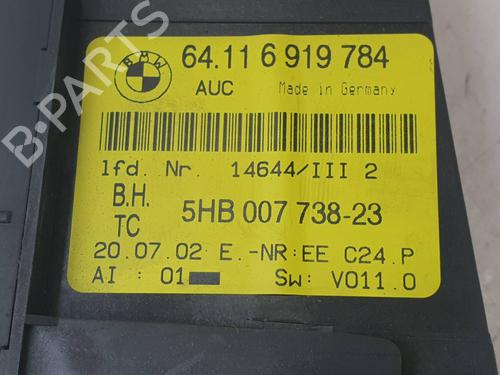 BMW
64.11 6 919 784
AUC Made in Germany
lfd. Nr. 14644/III 2
B.H.
TC 5HB 007 738-23
20.07.02 E.-NR:EE C24.P
AI : 01 SW: V011.0
B-PARTS